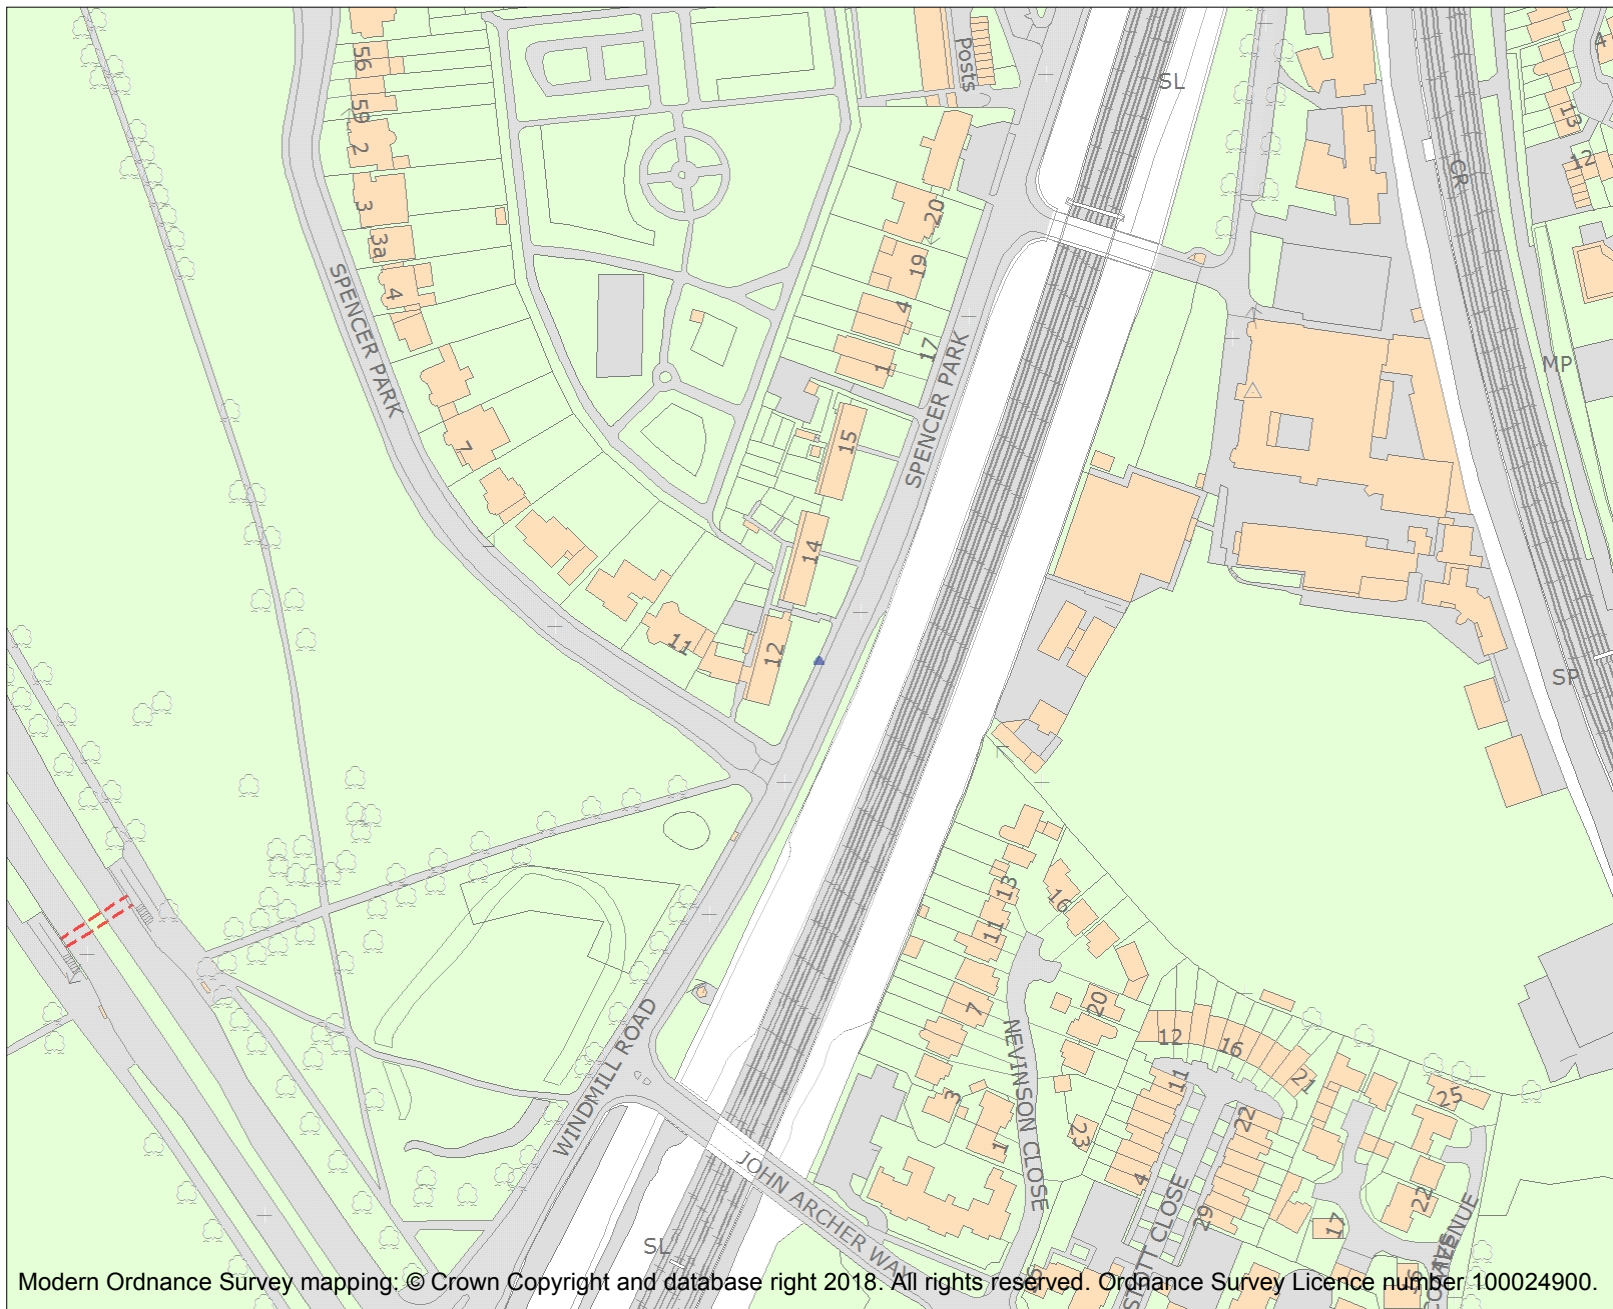 Posts
SL
56
59
2
3
3a
4
7
11
SPENCER PARK
20
19
4
17
1
15
14
12
SPENCER PARK
4
13
12
CR
MP
SP
13
11
16
7
20
3
1
23
NEVINSON CLOSE
WINDMILL ROAD
JOHN ARCHER WAY
SL
12
16
21
11
22
4
29
25
22
17
Modern Ordnance Survey mapping: © Crown Copyright and database right 2018. All rights reserved. Ordnance Survey Licence number 100024900.